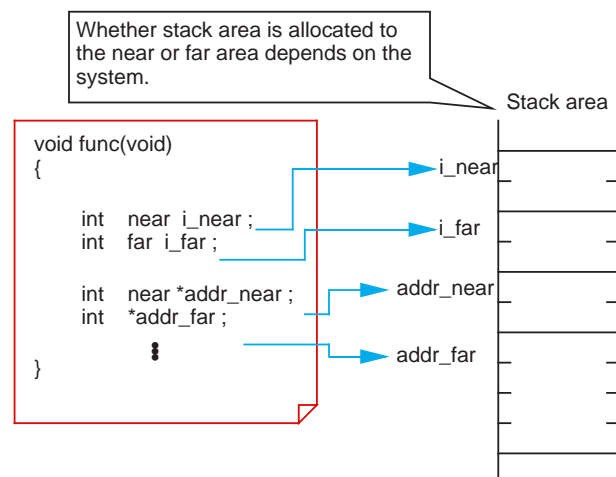 Whether stack area is allocated to
the near or far area depends on the
system.
Stack area
void func(void)
{
int near i_near ;
int far i_far ;
int near *addr_near ;
int *addr_far ;
}
i_near
i_far
addr_near
addr_far